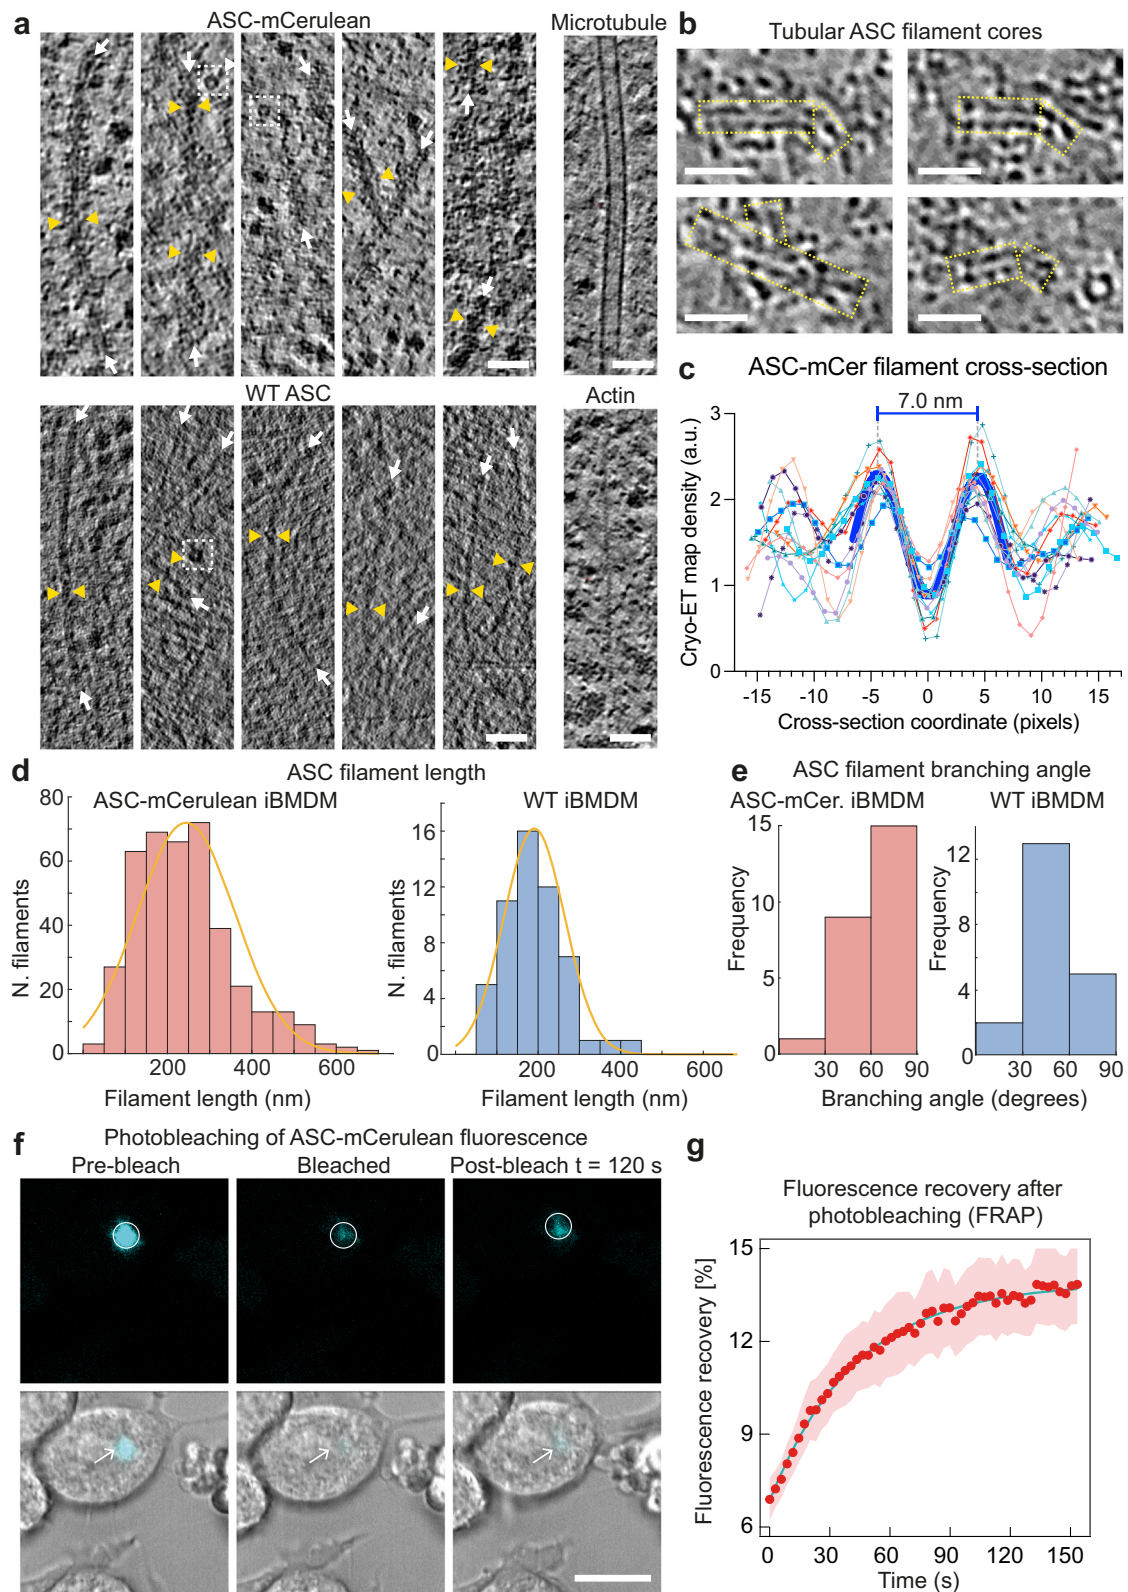 a
ASC-mCerulean
Microtubule
WT ASC
Actin
b
Tubular ASC filament cores
c
ASC-mCer filament cross-section
7.0 nm
3
2
1
0
Cryo-ET map density (a.u.)
-15 -10 -5 0 5 10 15
Cross-section coordinate (pixels)
d
ASC filament length
ASC-mCerulean iBMDM
80
60
40
20
0
N. filaments
200 400 600
Filament length (nm)
WT iBMDM
16
12
8
4
0
N. filaments
200 400 600
Filament length (nm)
e
ASC filament branching angle
ASC-mCer. iBMDM
15
10
5
0
Frequency
30 60 90
WT iBMDM
12
8
4
0
Frequency
30 60 90
Branching angle (degrees)
f
Photobleaching of ASC-mCerulean fluorescence
Pre-bleach
Bleached
Post-bleach t = 120 s
g
Fluorescence recovery after
photobleaching (FRAP)
15
12
9
6
Fluorescence recovery [%]
0 30 60 90 120 150
Time (s)